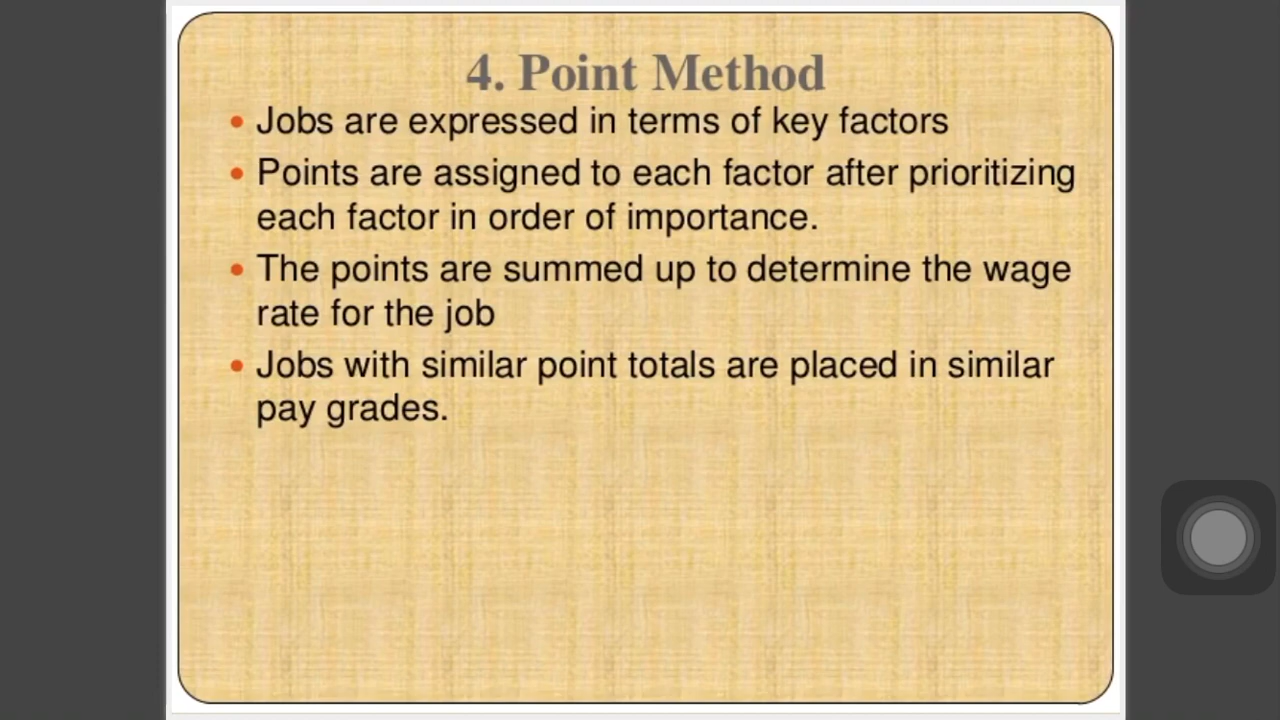 4. Point Method
• Jobs are expressed in terms of key factors
• Points are assigned to each factor after prioritizing
each factor in order of importance.
• The points are summed up to determine the wage
rate for the job
• Jobs with similar point totals are placed in similar
pay grades.